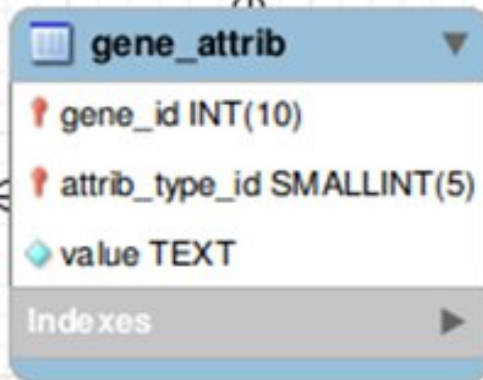 gene_attrib
gene_id INT(10)
attrib_type_id SMALLINT(5)
value TEXT
Indexes